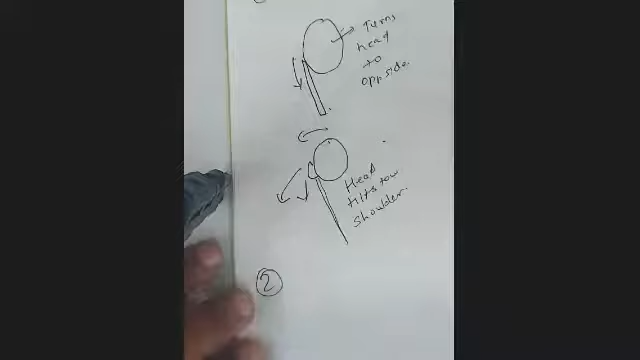 Turns
head
to
opp side.
Head
tilts tow
shoulder.
2